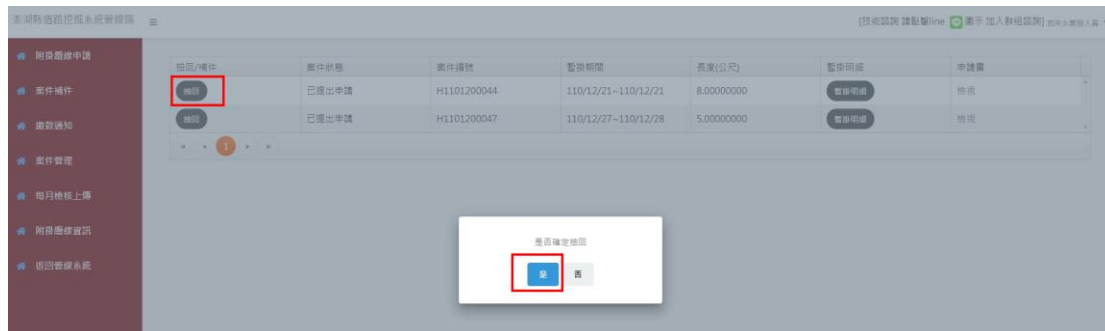 澎湖縣道路挖掘系統管線端
[技術諮詢 請點擊line 圖示 加入群組諮詢]
附掛纜線申請
案件補件
繳款通知
案件管理
每月檢核上傳
附掛纜線資訊
返回管線系統
抽回/補件 案件狀態 案件編號 暫掛期間 長度(公尺) 暫掛明細 申請書
抽回 已提出申請 H1101200044 110/12/21~110/12/21 8.00000000 暫掛明細 檢視
抽回 已提出申請 H1101200047 110/12/27~110/12/28 5.00000000 暫掛明細 檢視
1
是否確定抽回
是 否